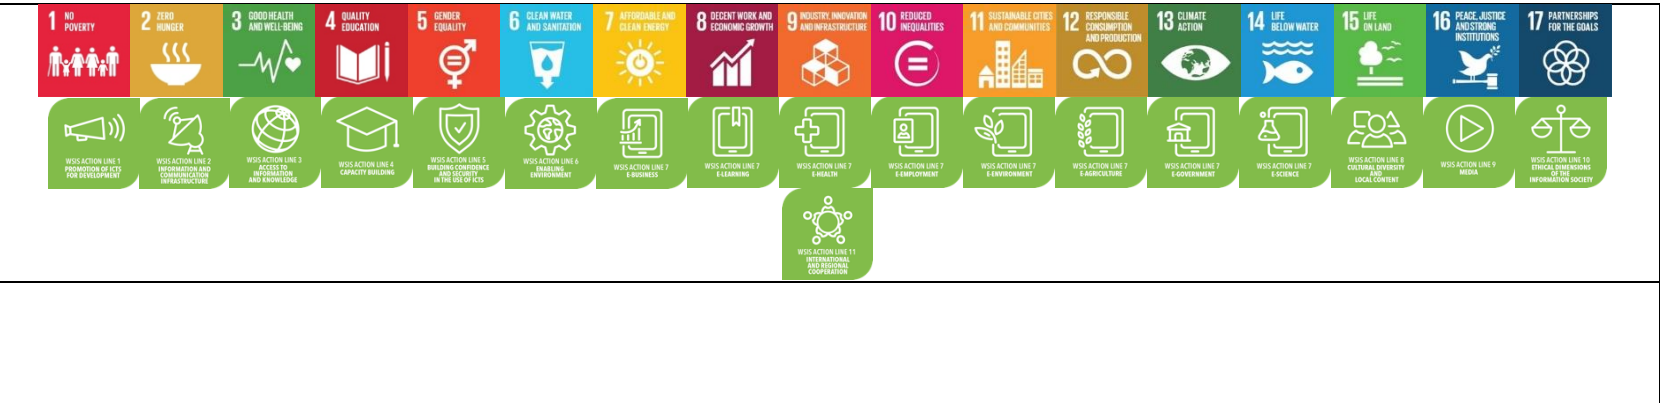 1 NO
POVERTY
2 ZERO
HUNGER
3 GOOD HEALTH
AND WELL-BEING
4 QUALITY
EDUCATION
5 GENDER
EQUALITY
6 CLEAN WATER
AND SANITATION
7 AFFORDABLE AND
CLEAN ENERGY
8 DECENT WORK AND
ECONOMIC GROWTH
9 INDUSTRY, INNOVATION
AND INFRASTRUCTURE
10 REDUCED
INEQUALITIES
11 SUSTAINABLE CITIES
AND COMMUNITIES
12 RESPONSIBLE
CONSUMPTION
AND PRODUCTION
13 CLIMATE
ACTION
14 LIFE
BELOW WATER
15 LIFE
ON LAND
16 PEACE, JUSTICE
AND STRONG
INSTITUTIONS
17 PARTNERSHIPS
FOR THE GOALS
WSIS ACTION LINE 1
PROMOTION OF ICTS
FOR DEVELOPMENT
WSIS ACTION LINE 2
INFORMATION AND
COMMUNICATION
INFRASTRUCTURE
WSIS ACTION LINE 3
ACCESS TO
INFORMATION
AND KNOWLEDGE
WSIS ACTION LINE 4
CAPACITY BUILDING
WSIS ACTION LINE 5
BUILDING CONFIDENCE
AND SECURITY
IN THE USE OF ICTS
WSIS ACTION LINE 6
ENABLING
ENVIRONMENT
WSIS ACTION LINE 7
E-BUSINESS
WSIS ACTION LINE 7
E-LEARNING
WSIS ACTION LINE 7
E-HEALTH
WSIS ACTION LINE 7
E-EMPLOYMENT
WSIS ACTION LINE 7
E-ENVIRONMENT
WSIS ACTION LINE 7
E-AGRICULTURE
WSIS ACTION LINE 7
E-GOVERNMENT
WSIS ACTION LINE 7
E-SCIENCE
WSIS ACTION LINE 8
CULTURAL DIVERSITY
AND
LOCAL CONTENT
WSIS ACTION LINE 9
MEDIA
WSIS ACTION LINE 10
ETHICAL DIMENSIONS
OF THE
INFORMATION SOCIETY
WSIS ACTION LINE 11
INTERNATIONAL
AND REGIONAL
COOPERATION